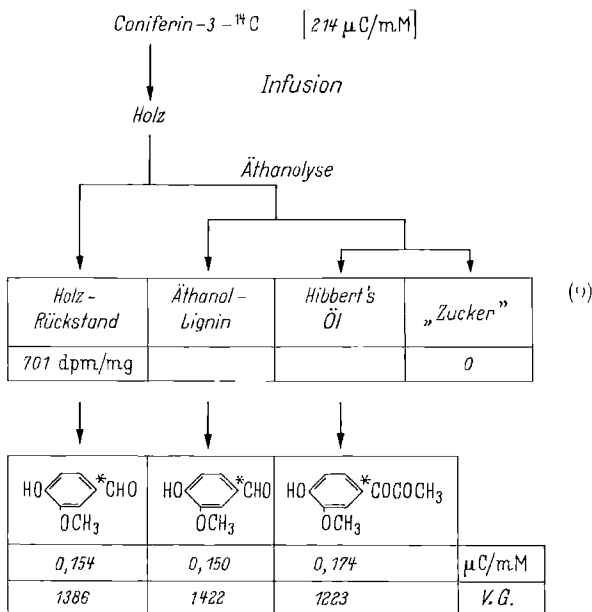 Coniferin-3-¹⁴C [214 µC/mM]
Infusion
Holz
Äthanolyse
Holz-
Rückstand
Äthanol-
Lignin
Hibbert's
Öl
„Zucker”
701 dpm/mg
0
HO *CHO
OCH₃
HO *CHO
OCH₃
HO *COCOCH₃
OCH₃
0,154 0,150 0,174 µC/mM
1386 1422 1223 V.G.